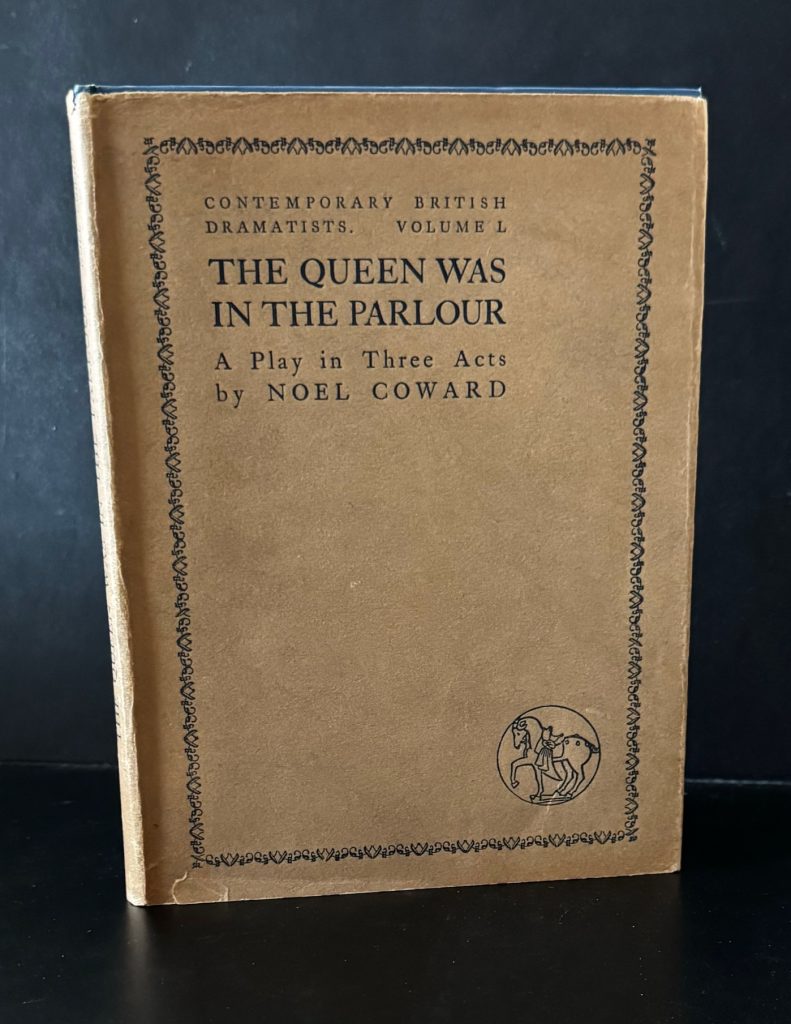 CONTEMPORARY BRITISH
DRAMATISTS. VOLUME L
THE QUEEN WAS
IN THE PARLOUR
A Play in Three Acts
by NOEL COWARD